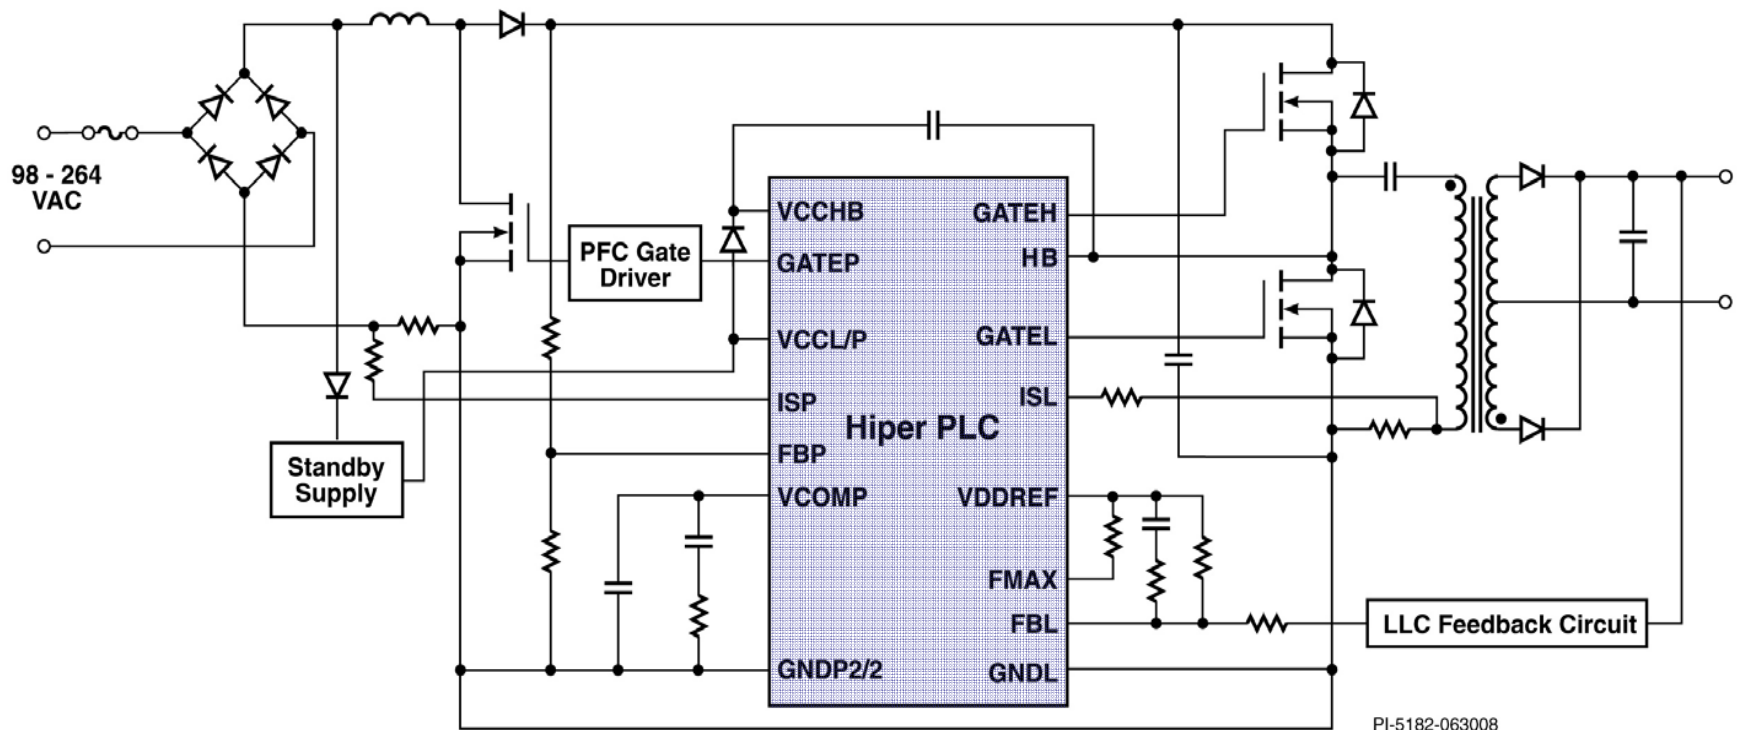 98 - 264
VAC
PFC Gate
Driver
Standby
Supply
VCCHB
GATEP
VCCL/P
ISP
FBP
VCOMP
GNDP2/2
Hiper PLC
GATEH
HB
GATEL
ISL
VDDREF
FMAX
FBL
GNDL
LLC Feedback Circuit
PI-5182-063008